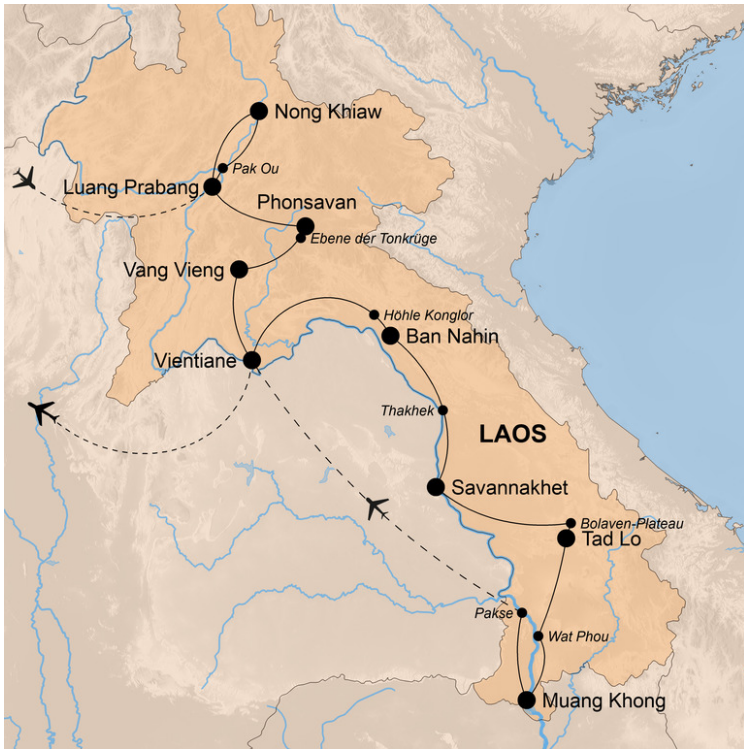 Nong Khiaw
Pak Ou
Luang Prabang
Phonsavan
Ebene der Tonkrüge
Vang Vieng
Höhle Konglor
Ban Nahin
Vientiane
Thakhek
LAOS
Savannakhet
Bolaven-Plateau
Tad Lo
Pakse
Wat Phou
Muang Khong